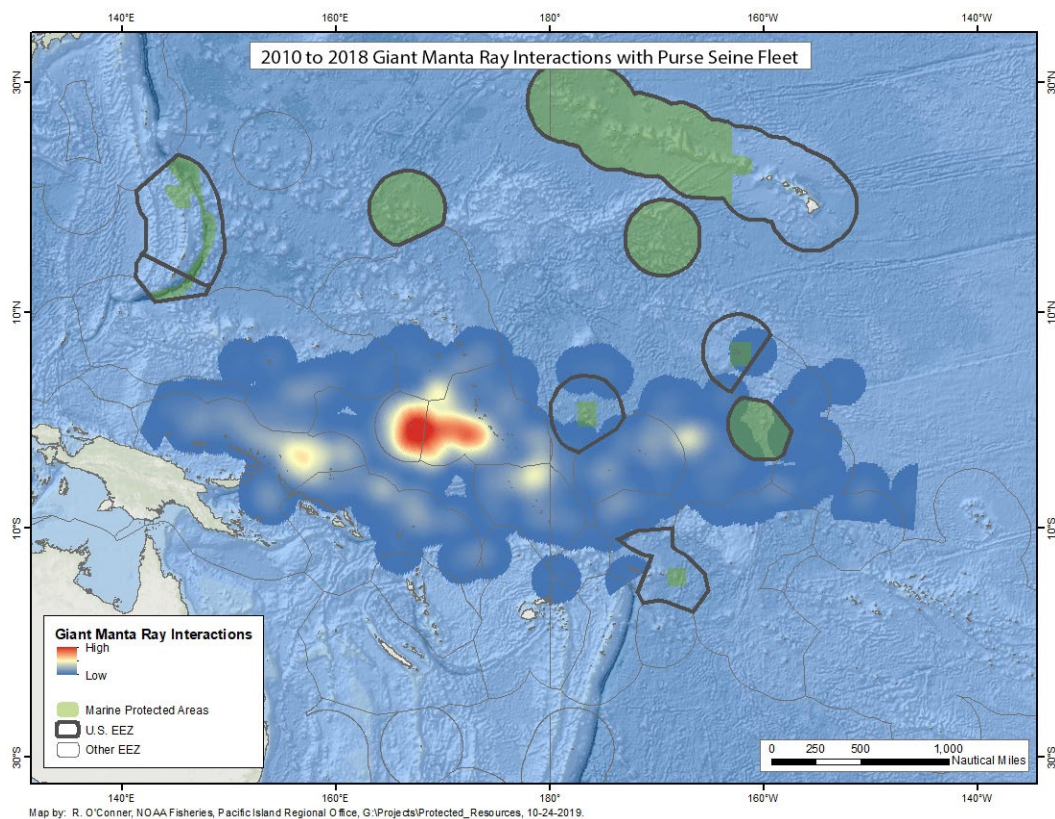 140°E 160°E 180° 160°W 140°W
2010 to 2018 Giant Manta Ray Interactions with Purse Seine Fleet
30°N 30°N
10°N 10°N
10°S 10°S
Giant Manta Ray Interactions
High
Low
Marine Protected Areas
U.S. EEZ
Other EEZ
0 250 500 1,000
Nautical Miles
30°S 30°S
140°E 160°E 180° 160°W 140°W
Map by: R. O'Conner, NOAA Fisheries, Pacific Island Regional Office, G:\Projects\Protected_Resources, 10-24-2019.